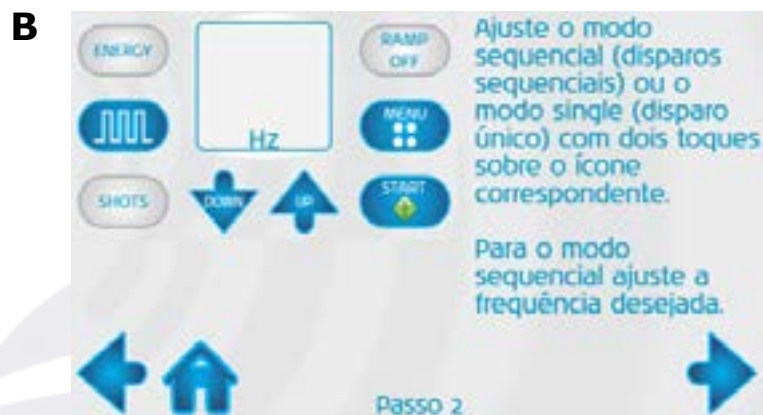 B
ENERGY
RAMP
OFF
Hz
MENU
SHOTS
DOWN
UP
START
Ajuste o modo
sequencial (disparos
sequenciais) ou o
modo single (disparo
único) com dois toques
sobre o ícone
correspondente.
Para o modo
sequencial ajuste a
frequência desejada.
Passo 2